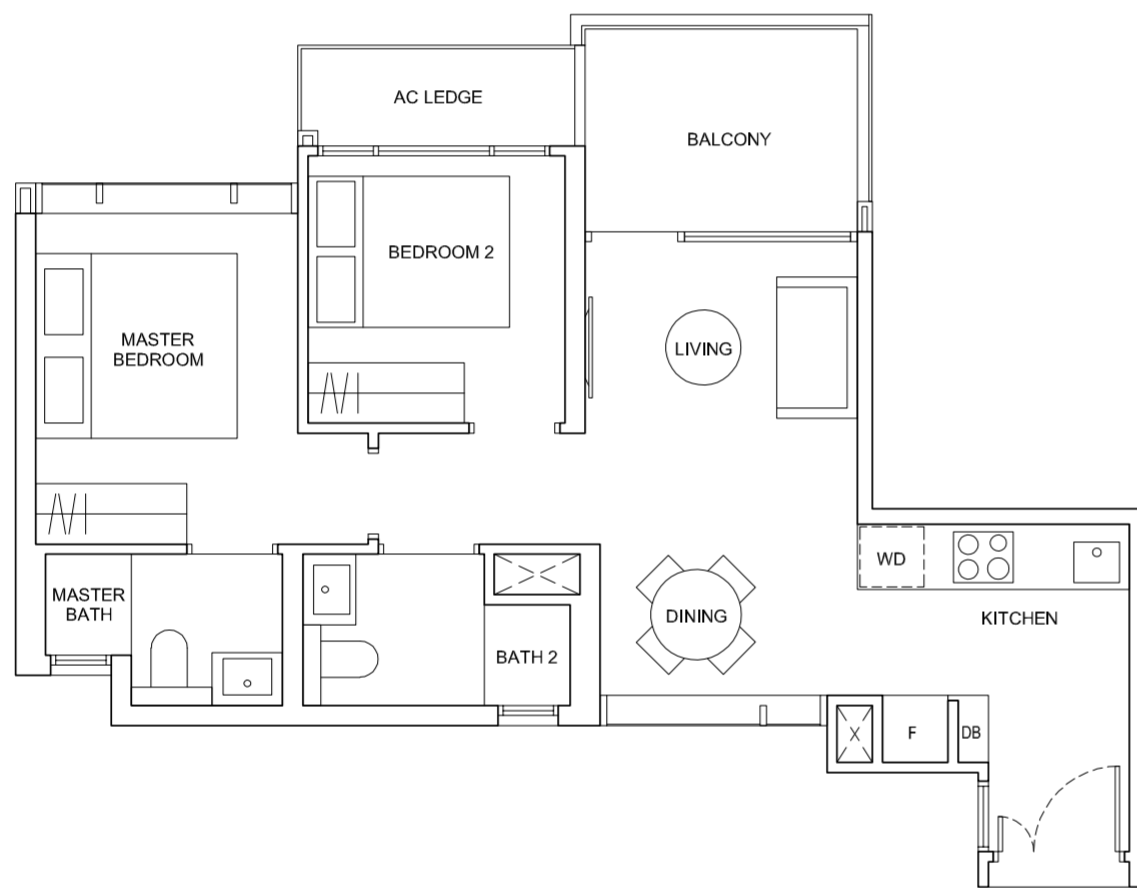 AC LEDGE
BALCONY
BEDROOM 2
MASTER
BEDROOM
LIVING
WD
MASTER
BATH
DINING
KITCHEN
BATH 2
F
DB